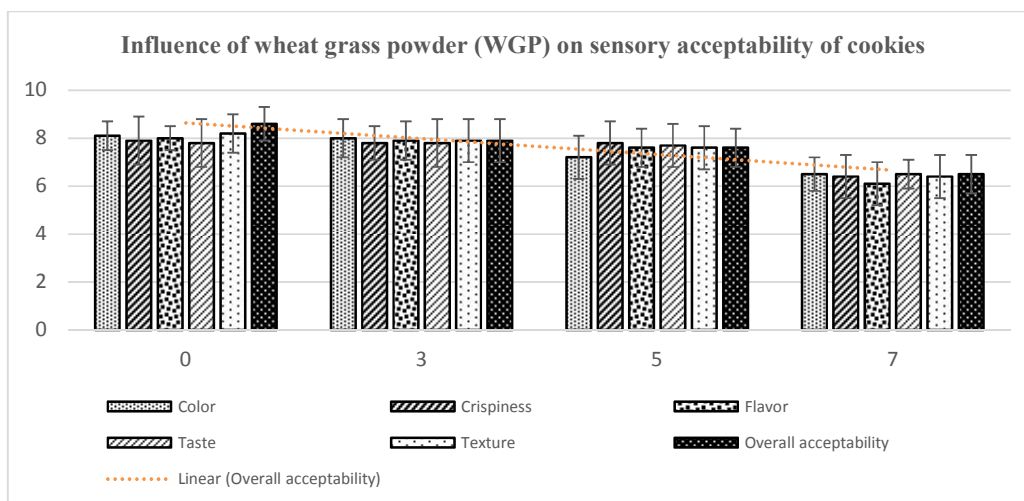 Influence of wheat grass powder (WGP) on sensory acceptability of cookies
10
8
6
4
2
0
0 3 5 7
Color Crispiness Flavor
Taste Texture Overall acceptability
Linear (Overall acceptability)